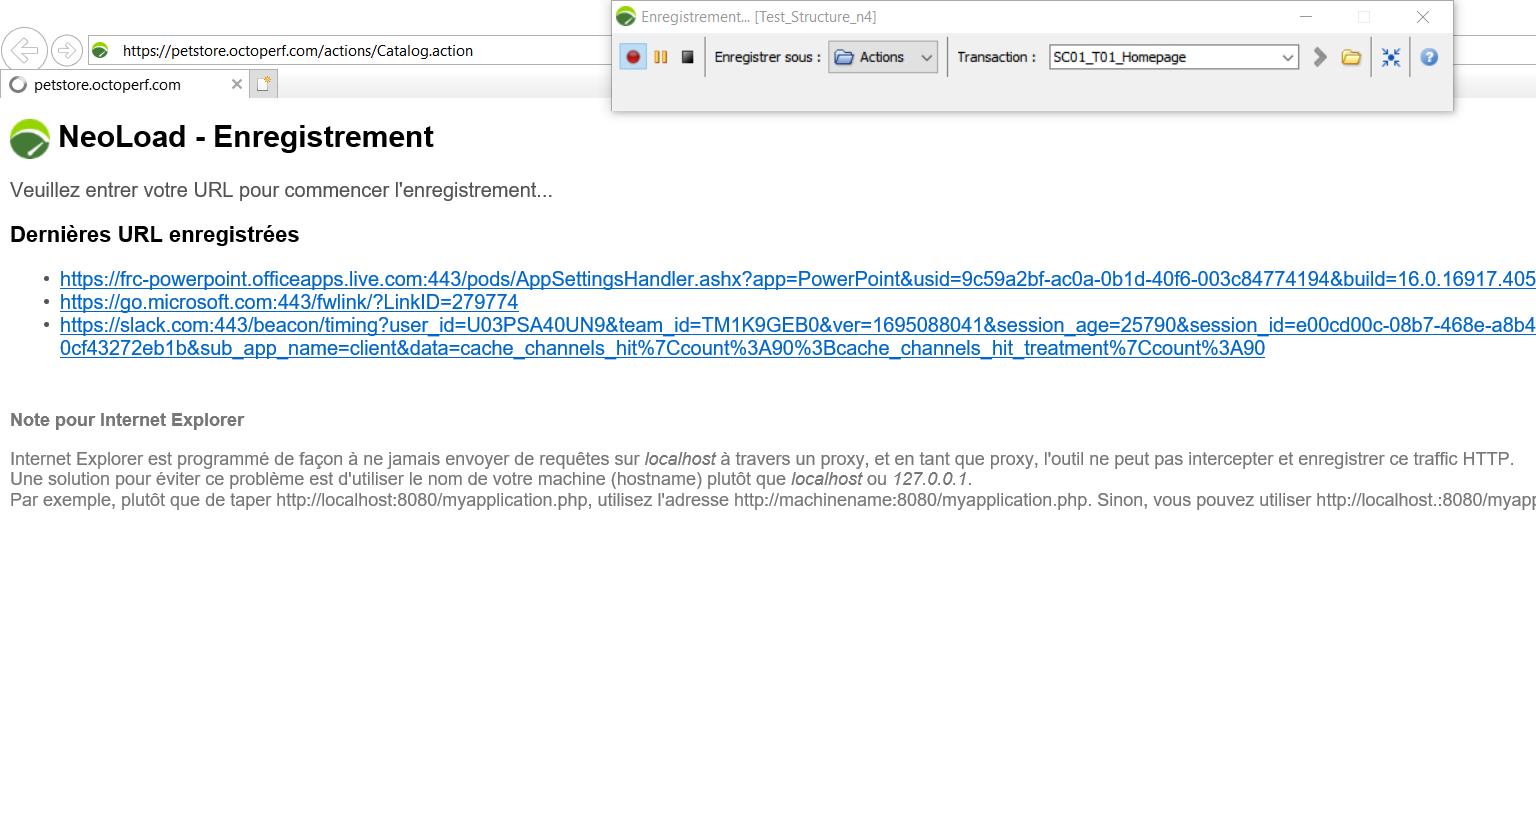 Enregistrement... [Test_Structure_n4]
https://petstore.octoperf.com/actions/Catalog.action
Enregistrer sous : Actions Transaction : SC01_T01_Homepage
petstore.octoperf.com
NeoLoad - Enregistrement
Veuillez entrer votre URL pour commencer l'enregistrement...
Dernières URL enregistrées
https://frc-powerpoint.officeapps.live.com:443/pods/AppSettingsHandler.ashx?app=PowerPoint&usid=9c59a2bf-ac0a-0b1d-40f6-003c84774194&build=16.0.16917.405
https://go.microsoft.com:443/fwlink/?LinkID=279774
https://slack.com:443/beacon/timing?user_id=U03PSA40UN9&team_id=TM1K9GEB0&ver=1695088041&session_age=25790&session_id=e00cd00c-08b7-468e-a8b4
0cf43272eb1b&sub_app_name=client&data=cache_channels_hit%7Ccount%3A90%3Bcache_channels_hit_treatment%7Ccount%3A90
Note pour Internet Explorer
Internet Explorer est programmé de façon à ne jamais envoyer de requêtes sur localhost à travers un proxy, et en tant que proxy, l'outil ne peut pas intercepter et enregistrer ce traffic HTTP.
Une solution pour éviter ce problème est d'utiliser le nom de votre machine (hostname) plutôt que localhost ou 127.0.0.1.
Par exemple, plutôt que de taper http://localhost:8080/myapplication.php, utilisez l'adresse http://machinename:8080/myapplication.php. Sinon, vous pouvez utiliser http://localhost.:8080/myapp